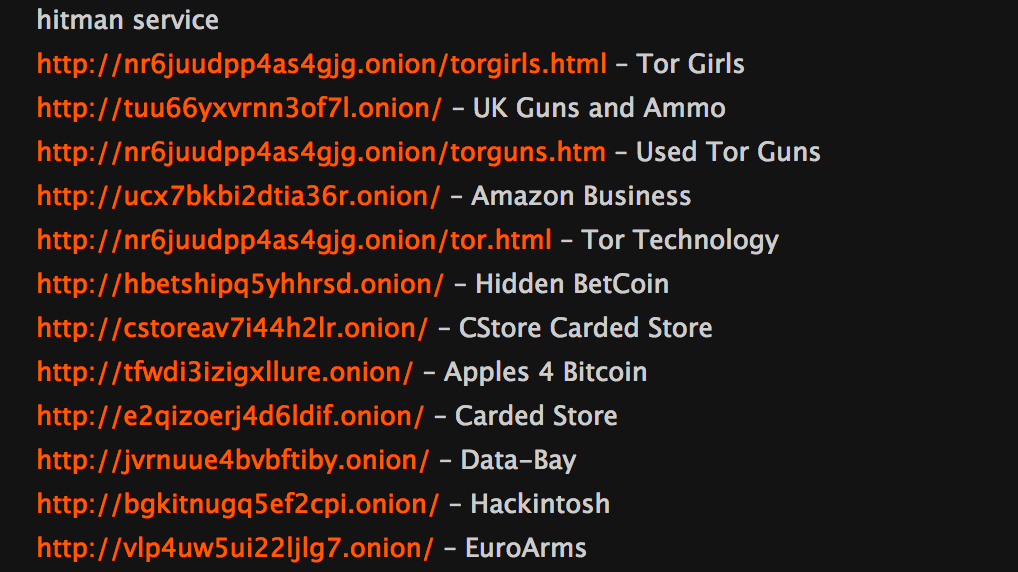 hitman service
http://nr6juudpp4as4gjg.onion/torgirls.html – Tor Girls
http://tuu66yxvrnn3of7l.onion/ – UK Guns and Ammo
http://nr6juudpp4as4gjg.onion/torguns.htm – Used Tor Guns
http://ucx7bkbi2dtia36r.onion/ – Amazon Business
http://nr6juudpp4as4gjg.onion/tor.html – Tor Technology
http://hbetshipq5yhhrsd.onion/ – Hidden BetCoin
http://cstoreav7i44h2lr.onion/ – CStore Carded Store
http://tfwdi3izigxllure.onion/ – Apples 4 Bitcoin
http://e2qizoerj4d6ldif.onion/ – Carded Store
http://jvrnuue4bvbftiby.onion/ – Data-Bay
http://bgkitnugq5ef2cpi.onion/ – Hackintosh
http://vlp4uw5ui22ljlg7.onion/ – EuroArms